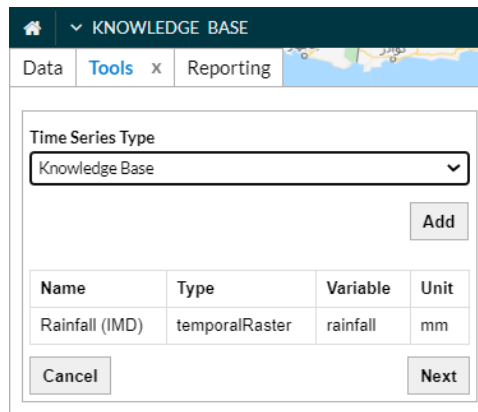 KNOWLEDGE BASE
Data Tools x Reporting
Time Series Type
Knowledge Base
Add
Name Type Variable Unit
Rainfall (IMD) temporalRaster rainfall mm
Cancel Next